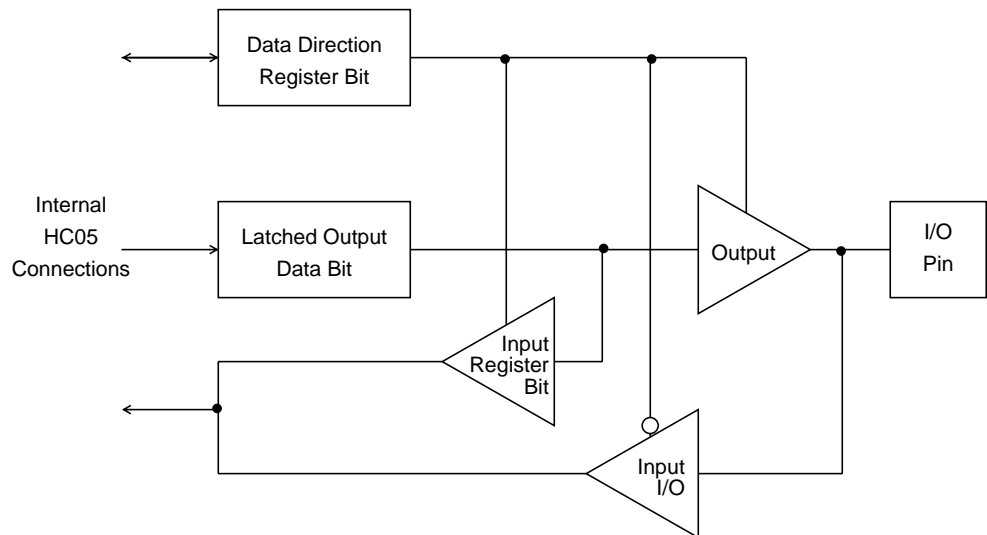 Data Direction
Register Bit
Internal
HC05
Connections
Latched Output
Data Bit
Output
I/O
Pin
Input
Register
Bit
Input
I/O